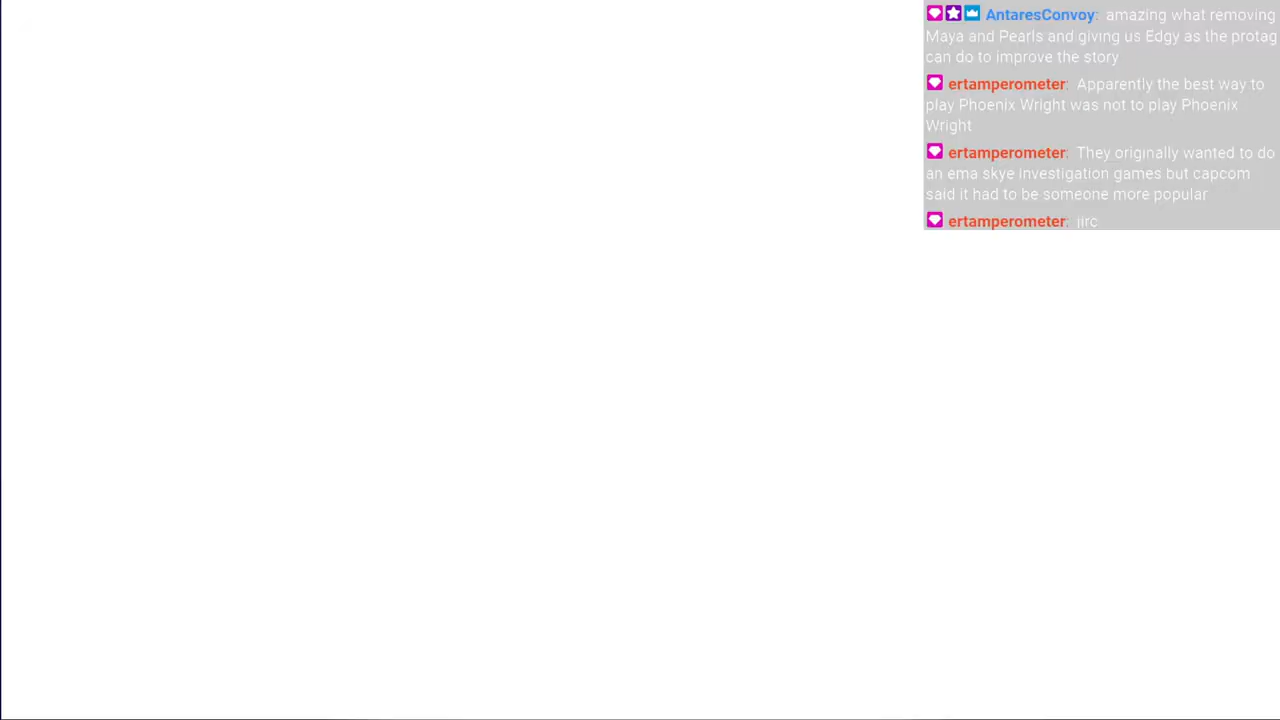 AntaresConvoy: amazing what removing
Maya and Pearls and giving us Edgy as the protag
can do to improve the story
ertamperometer: Apparently the best way to
play Phoenix Wright was not to play Phoenix
Wright
ertamperometer: They originally wanted to do
an ema skye investigation games but capcom
said it had to be someone more popular
ertamperometer: iirc